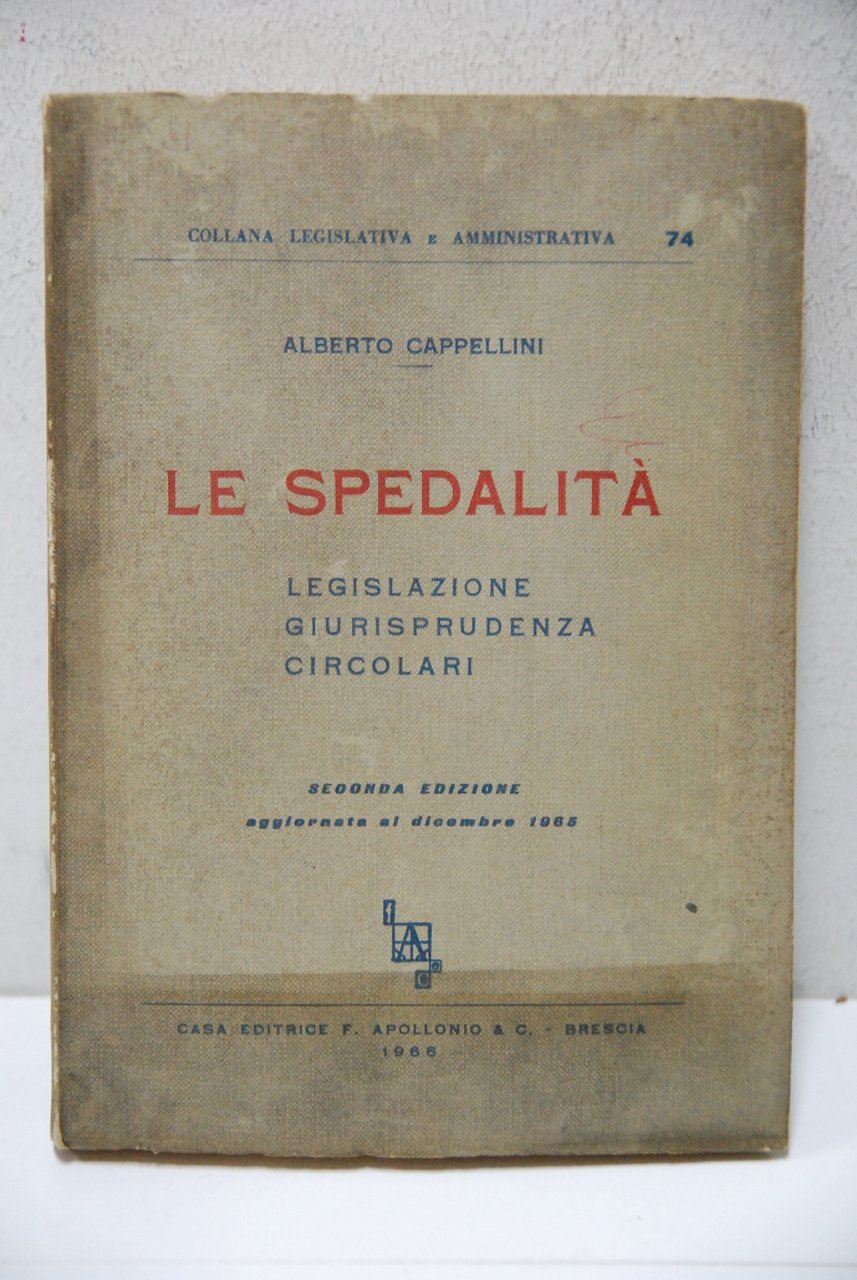 COLLANA LEGISLATIVA E AMMINISTRATIVA 74
ALBERTO CAPPELLINI
LE SPEDALITÀ
LEGISLAZIONE
GIURISPRUDENZA
CIRCOLARI
SECONDA EDIZIONE
aggiornata al dicembre 1965
f
A
C o
CASA EDITRICE F. APOLLONIO & C. - BRESCIA
1966